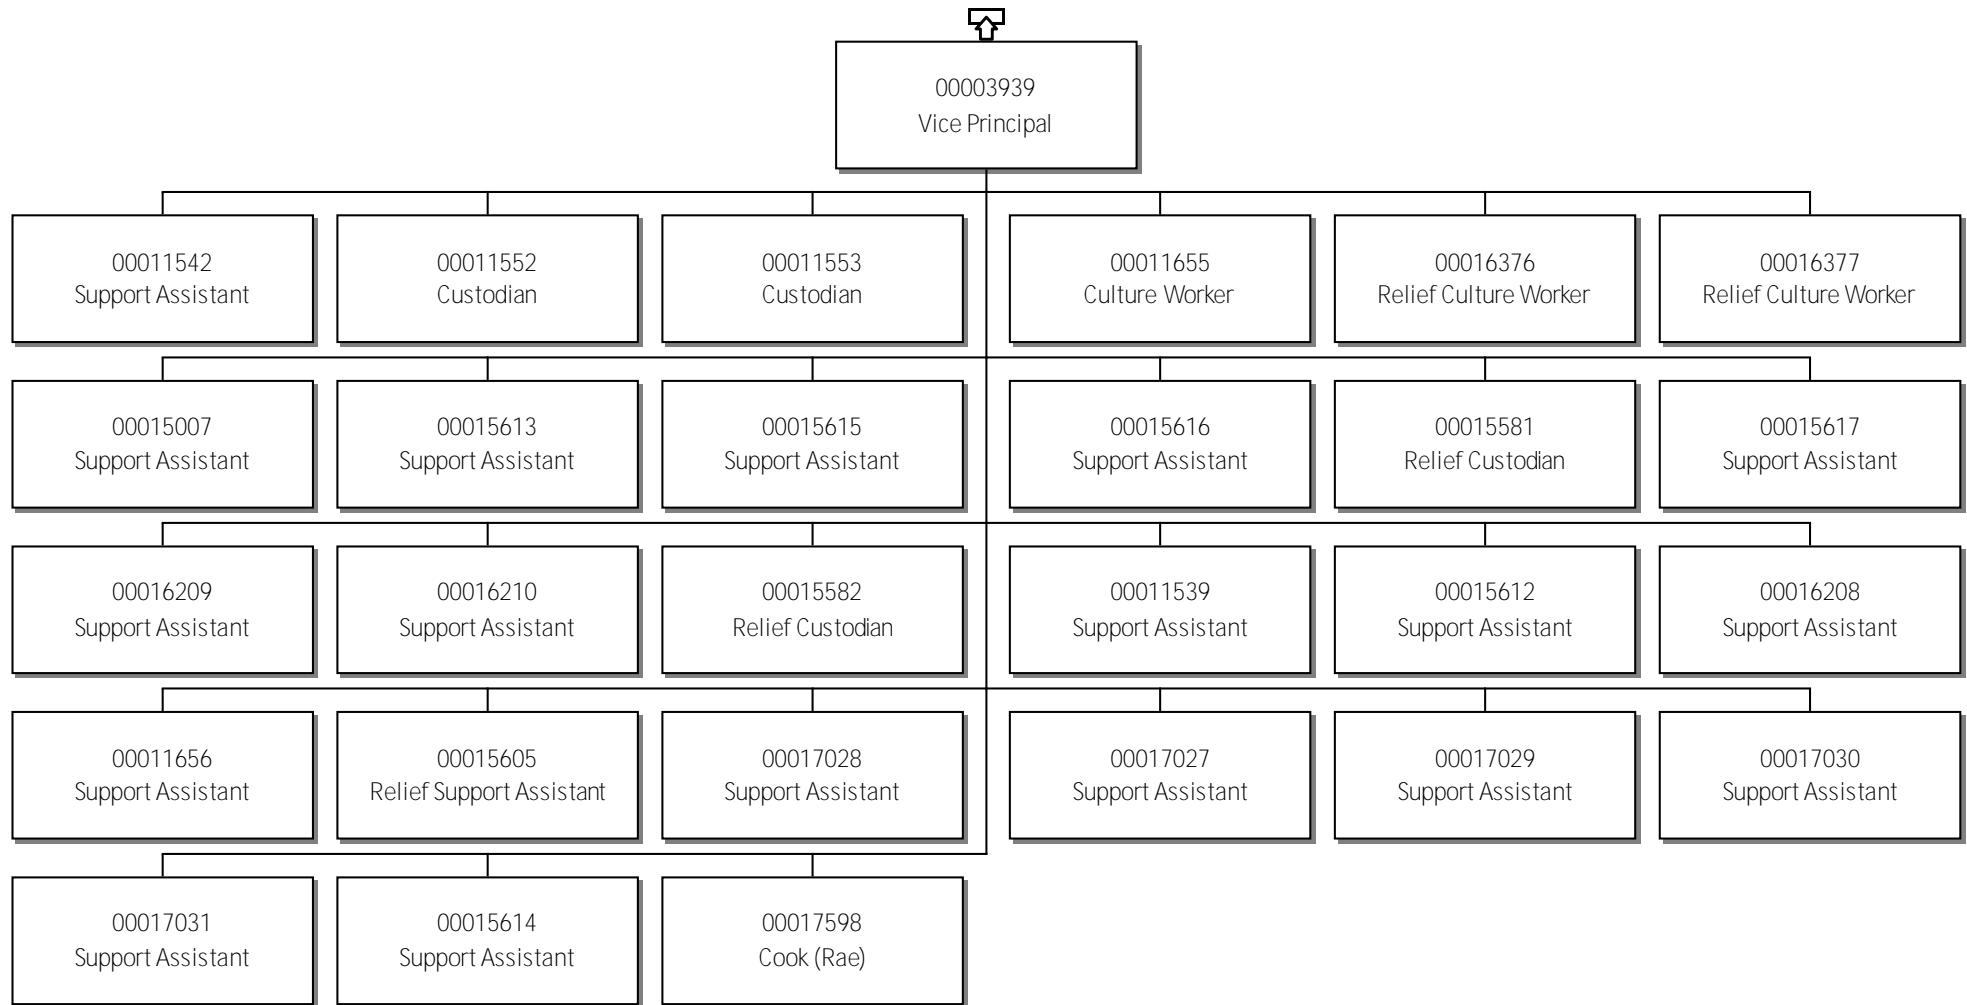 00003939
Vice Principal
00011542
Support Assistant
00011552
Custodian
00011553
Custodian
00011655
Culture Worker
00016376
Relief Culture Worker
00016377
Relief Culture Worker
00015007
Support Assistant
00015613
Support Assistant
00015615
Support Assistant
00015616
Support Assistant
00015581
Relief Custodian
00015617
Support Assistant
00016209
Support Assistant
00016210
Support Assistant
00015582
Relief Custodian
00011539
Support Assistant
00015612
Support Assistant
00016208
Support Assistant
00011656
Support Assistant
00015605
Relief Support Assistant
00017028
Support Assistant
00017027
Support Assistant
00017029
Support Assistant
00017030
Support Assistant
00017031
Support Assistant
00015614
Support Assistant
00017598
Cook (Rae)